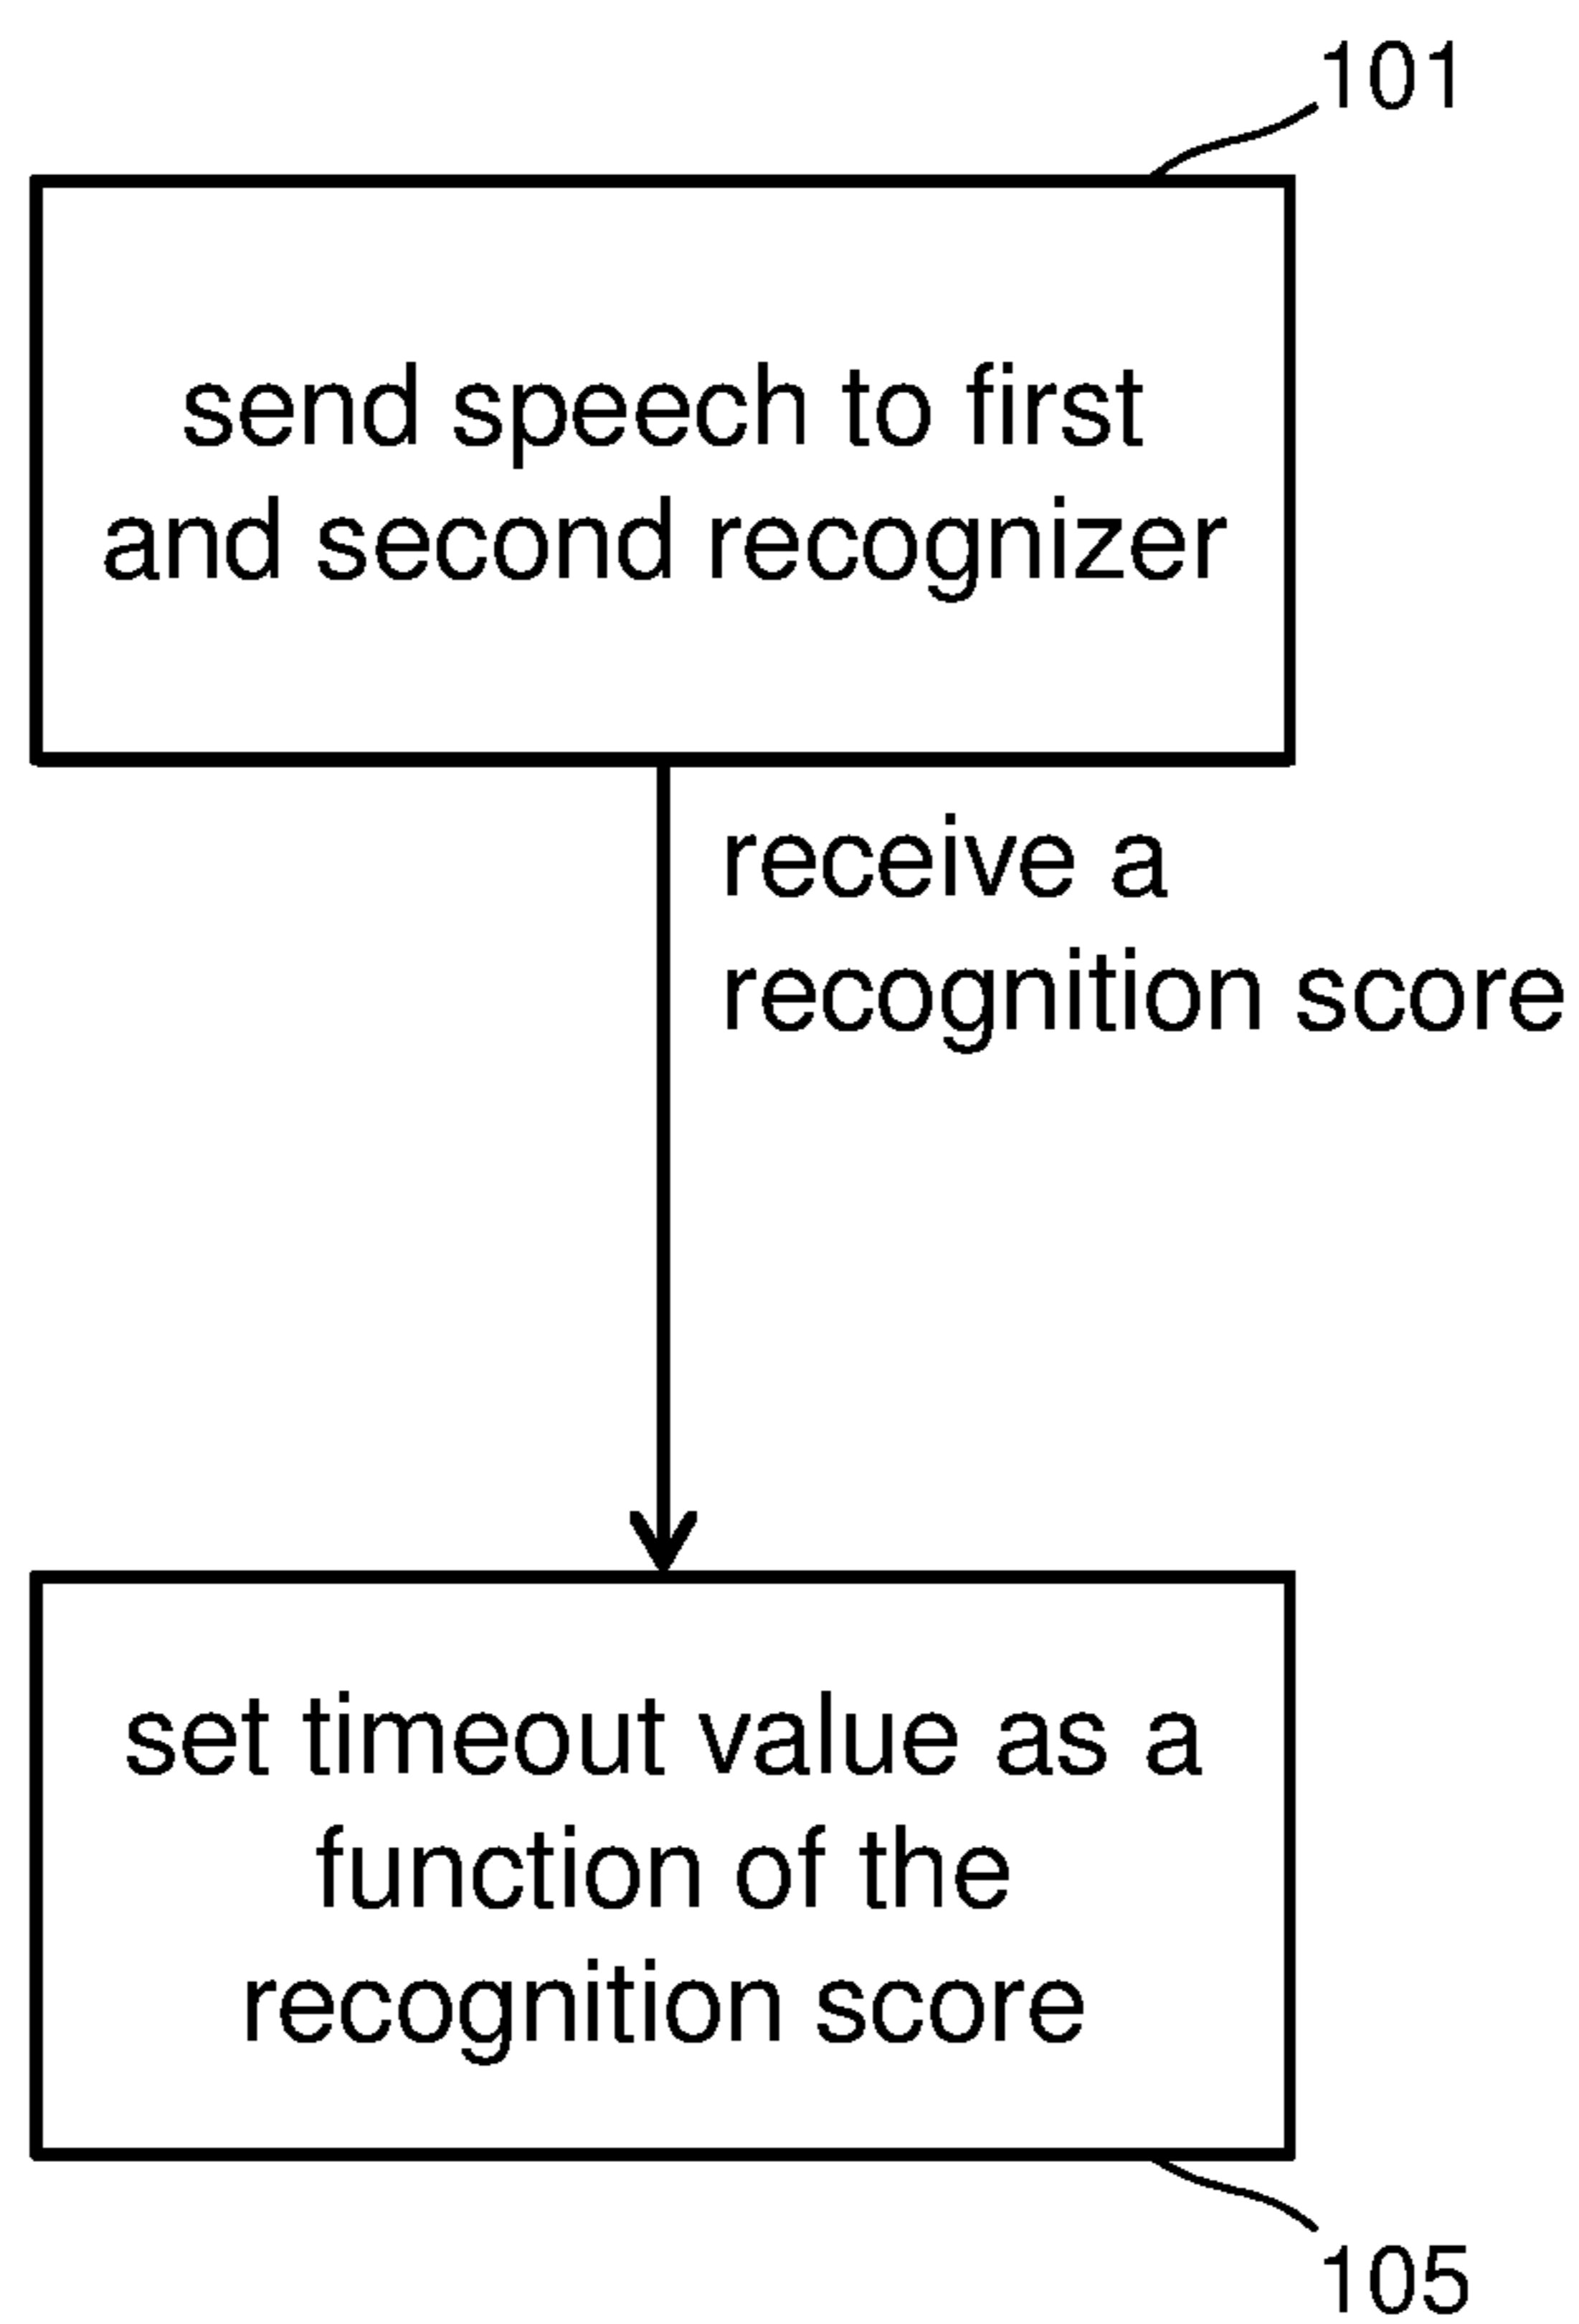 101
send speech to first
and second recognizer
receive a
recognition score
set timeout value as a
function of the
recognition score
105